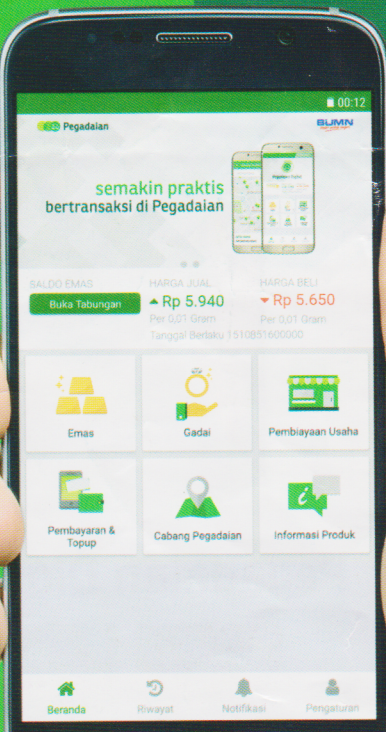 00:12
Pegadaian
BUMN
semakin praktis
bertransaksi di Pegadaian
SALDO EMAS
HARGA JUAL
HARGA BELI
Buka Tabungan
Rp 5.940
Rp 5.650
Per 0,01 Gram
Per 0,01 Gram
Tanggal Berlaku 1510851600000
Emas
Gadai
Pembiayaan Usaha
Pembayaran &
Topup
Cabang Pegadaian
Informasi Produk
Beranda
Riwayat
Notifikasi
Pengaturan